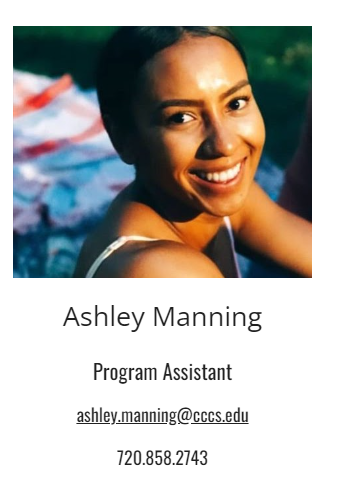 Ashley Manning
Program Assistant
ashley.manning@cccs.edu
720.858.2743